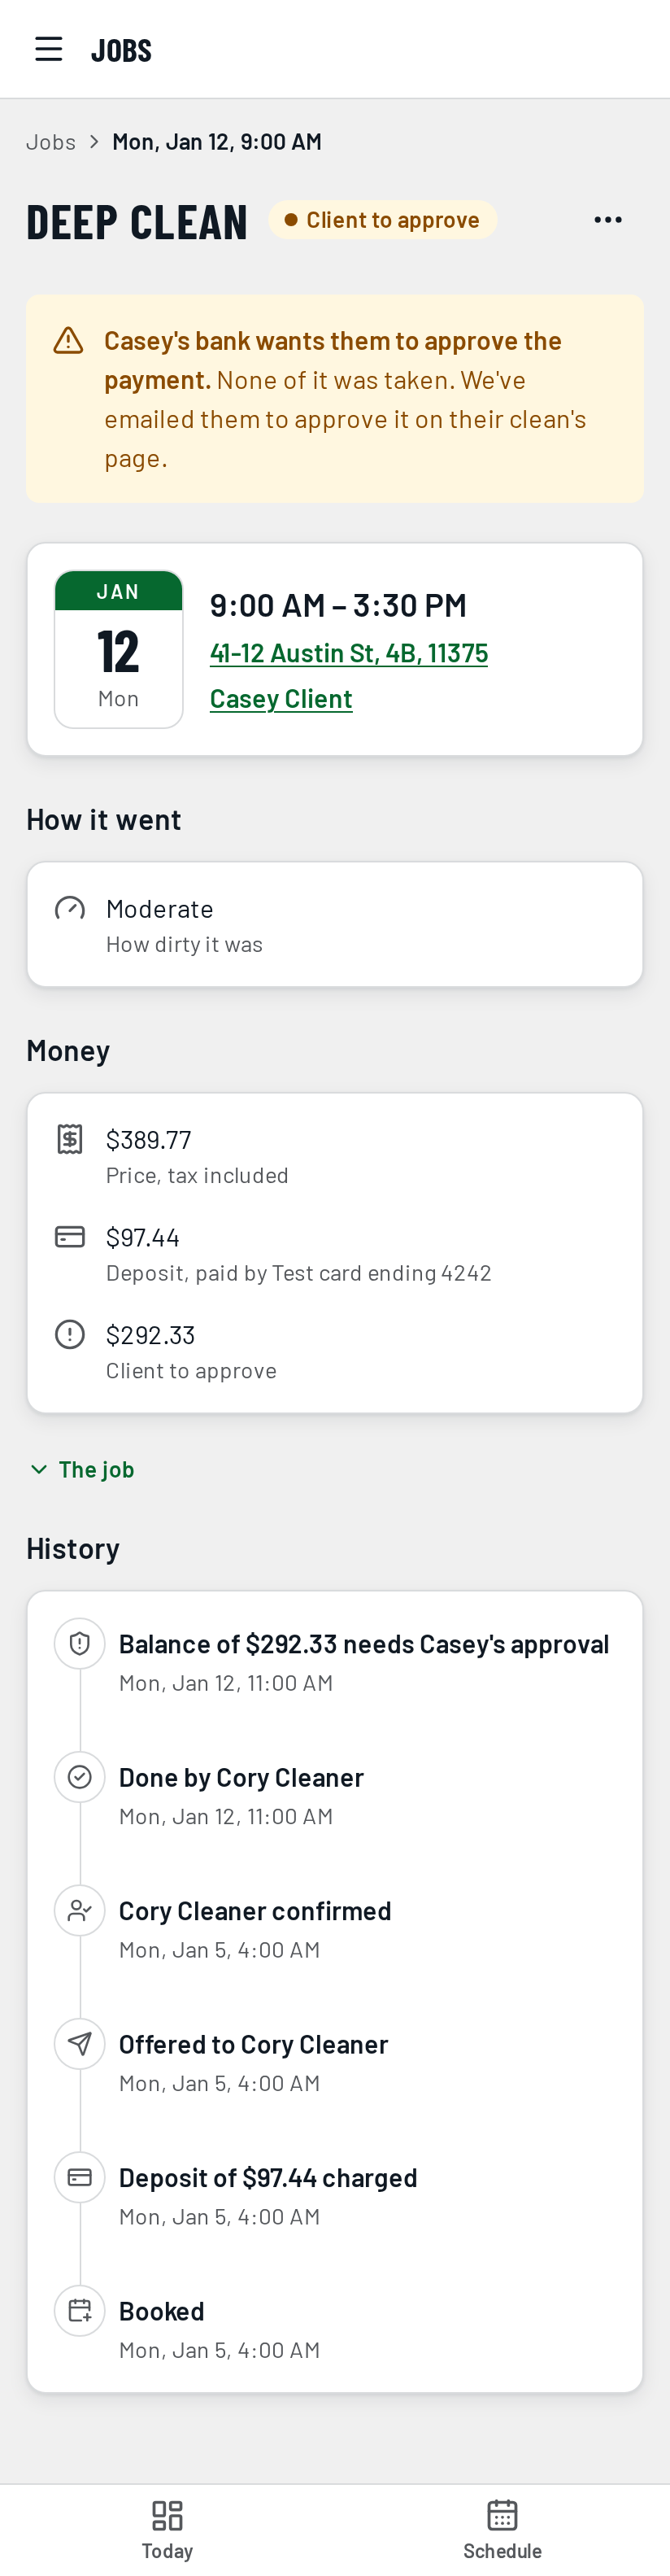 JOBS
Jobs > Mon, Jan 12, 9:00 AM
DEEP CLEAN
Client to approve
Casey's bank wants them to approve the
payment. None of it was taken. We've
emailed them to approve it on their clean's
page.
JAN
12
Mon
9:00 AM – 3:30 PM
41-12 Austin St, 4B, 11375
Casey Client
How it went
Moderate
How dirty it was
Money
$389.77
Price, tax included
$97.44
Deposit, paid by Test card ending 4242
$292.33
Client to approve
The job
History
Balance of $292.33 needs Casey's approval
Mon, Jan 12, 11:00 AM
Done by Cory Cleaner
Mon, Jan 12, 11:00 AM
Cory Cleaner confirmed
Mon, Jan 5, 4:00 AM
Offered to Cory Cleaner
Mon, Jan 5, 4:00 AM
Deposit of $97.44 charged
Mon, Jan 5, 4:00 AM
Booked
Mon, Jan 5, 4:00 AM
Today
Schedule